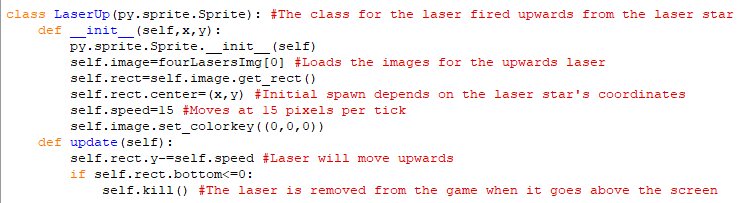 class LaserUp(py.sprite.Sprite): #The class for the laser fired upwards from the laser star
    def __init__(self,x,y):
        py.sprite.Sprite.__init__(self)
        self.image=fourLasersImg[0] #Loads the images for the upwards laser
        self.rect=self.image.get_rect()
        self.rect.center=(x,y) #Initial spawn depends on the laser star's coordinates
        self.speed=15 #Moves at 15 pixels per tick
        self.image.set_colorkey((0,0,0))
    def update(self):
        self.rect.y-=self.speed #Laser will move upwards
        if self.rect.bottom<=0:
            self.kill() #The laser is removed from the game when it goes above the screen